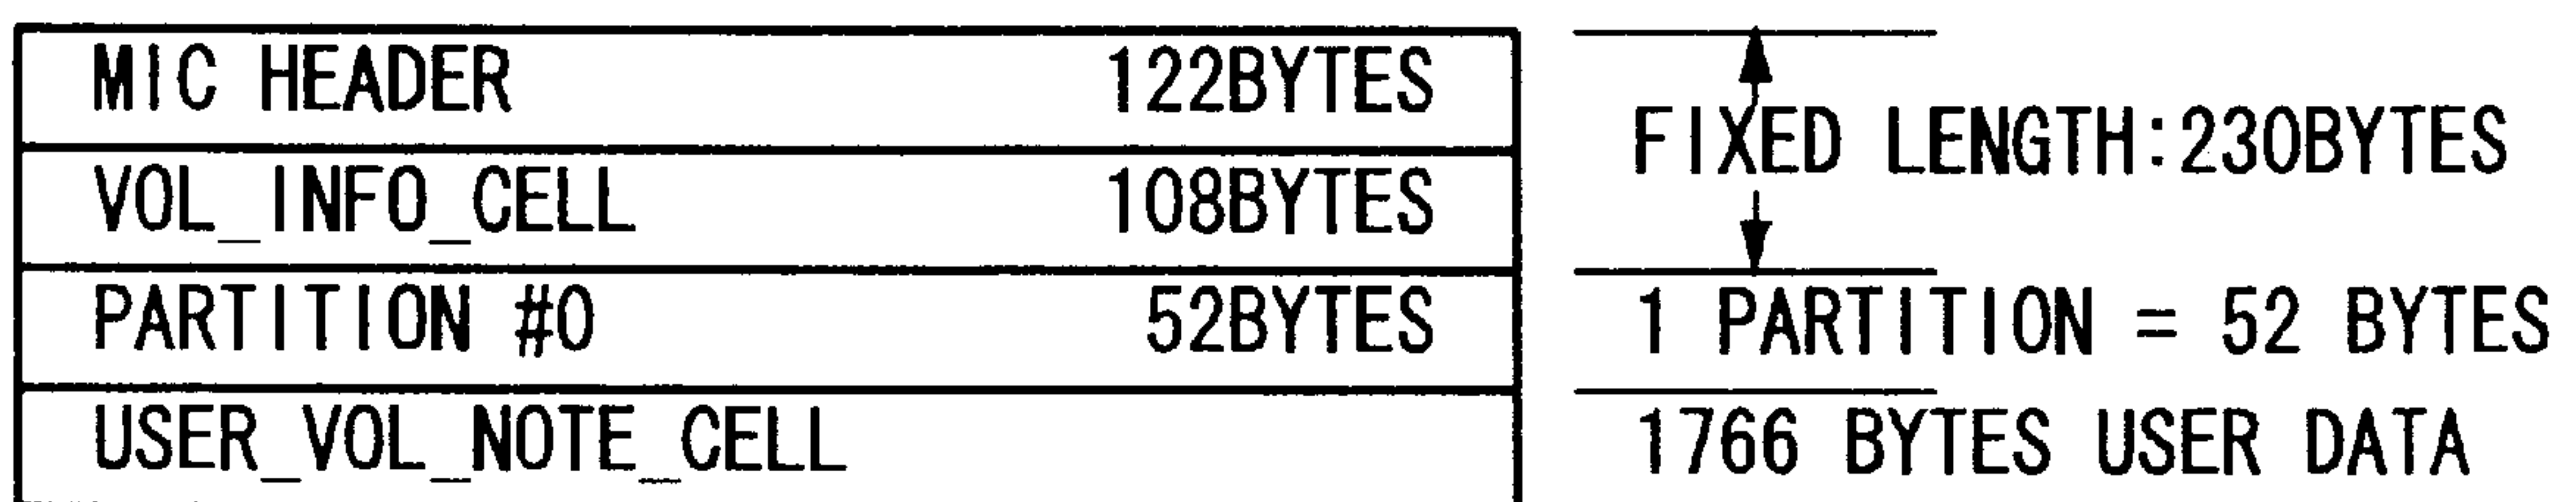 MIC HEADER 122BYTES
FIXED LENGTH:230BYTES
VOL_INFO_CELL 108BYTES
PARTITION #0 52BYTES
1 PARTITION = 52 BYTES
USER_VOL_NOTE_CELL
1766 BYTES USER DATA